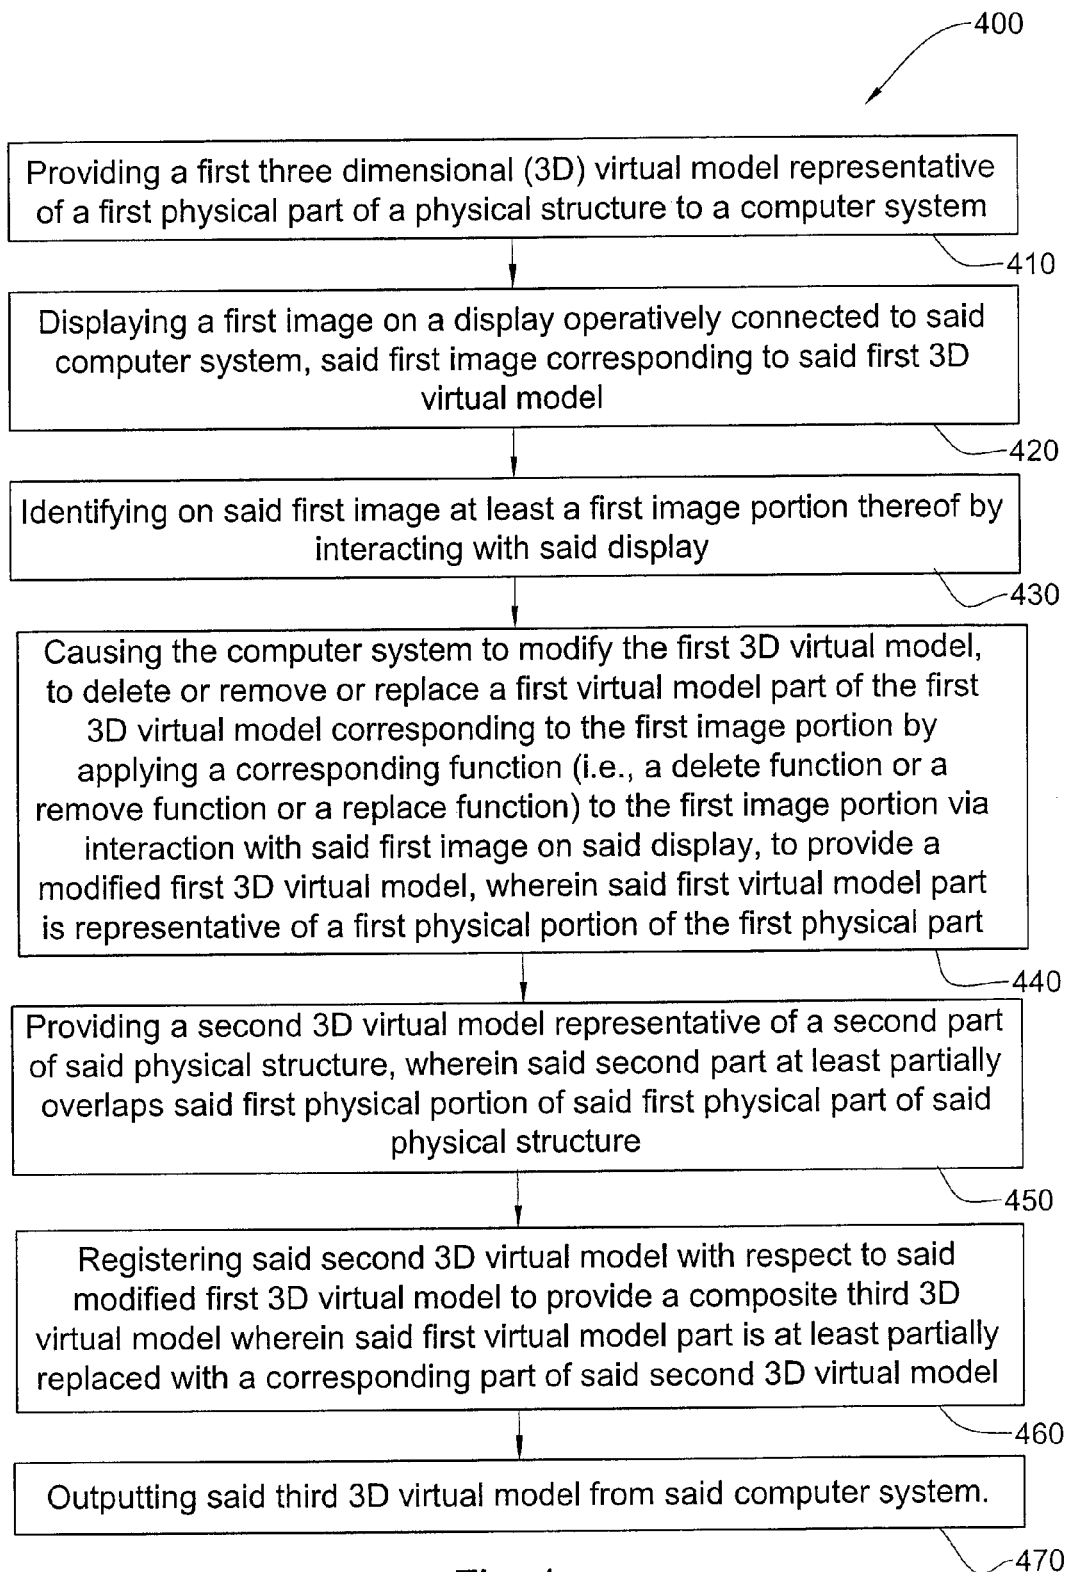 400
Providing a first three dimensional (3D) virtual model representative
of a first physical part of a physical structure to a computer system
410
Displaying a first image on a display operatively connected to said
computer system, said first image corresponding to said first 3D
virtual model
420
Identifying on said first image at least a first image portion thereof by
interacting with said display
430
Causing the computer system to modify the first 3D virtual model,
to delete or remove or replace a first virtual model part of the first
3D virtual model corresponding to the first image portion by
applying a corresponding function (i.e., a delete function or a
remove function or a replace function) to the first image portion via
interaction with said first image on said display, to provide a
modified first 3D virtual model, wherein said first virtual model part
is representative of a first physical portion of the first physical part
440
Providing a second 3D virtual model representative of a second part
of said physical structure, wherein said second part at least partially
overlaps said first physical portion of said first physical part of said
physical structure
450
Registering said second 3D virtual model with respect to said
modified first 3D virtual model to provide a composite third 3D
virtual model wherein said first virtual model part is at least partially
replaced with a corresponding part of said second 3D virtual model
460
Outputting said third 3D virtual model from said computer system.
470